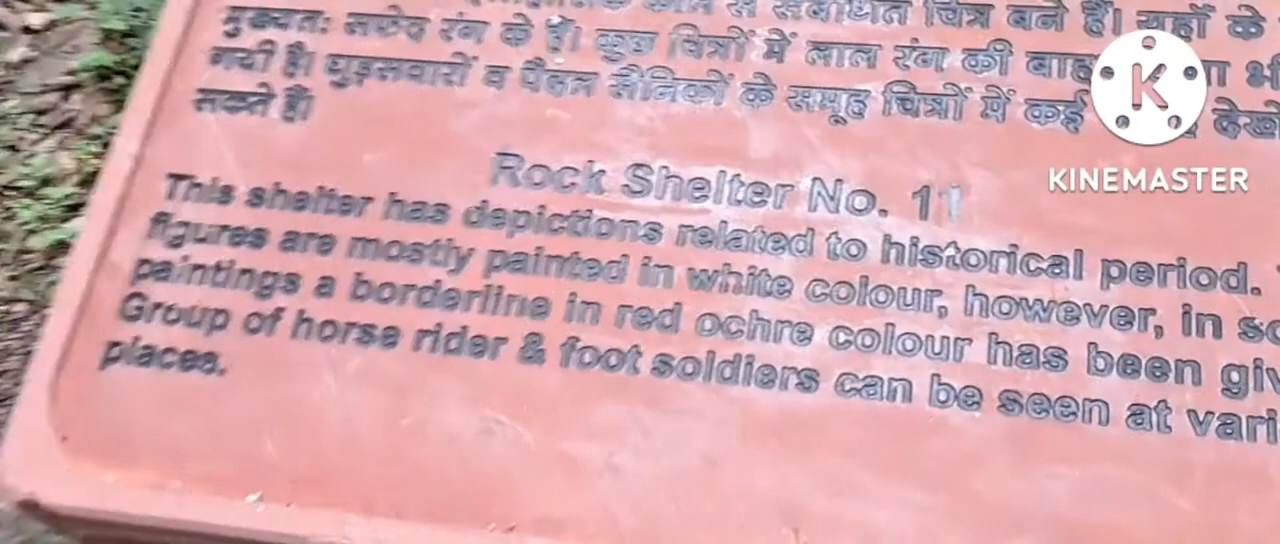 से संबंधित चित्र बने हैं। यहाँ के
मुख्यतः सफेद रंग के हैं। कुछ चित्रों में लाल रंग की
गयी है। घुड़सवारों व पैदल सैनिकों के समूह चित्रों में कई
सकते हैं।
Rock Shelter No. 11
This shelter has depictions related to historical period.
figures are mostly painted in white colour, however, in
paintings a borderline in red ochre colour has been
Group of horse rider & foot soldiers can be seen at
places.
K
KINEMASTER